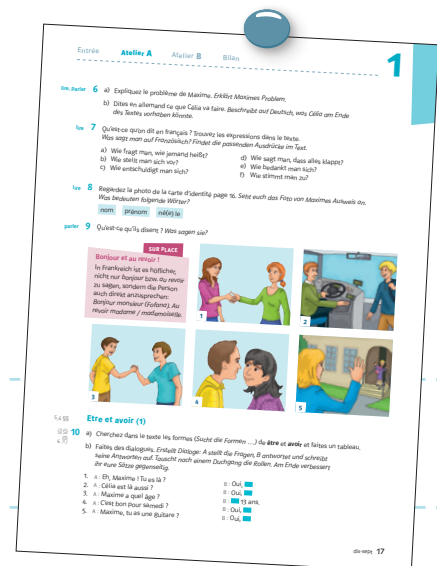 Entrée Atelier A Atelier B Bilan
1
lire, parler 6 a) Expliquez le problème de Maxime. Erklärt Maximes Problem.
b) Dites en allemand ce que Célia va faire. Beschreibt auf Deutsch, was Célia am Ende
des Textes vorhaben könnte.
lire 7 Qu'est-ce qu'on dit en français ? Trouvez les expressions dans le texte.
Was sagt man auf Französisch? Findet die passenden Ausdrücke im Text.
a) Wie fragt man, wie jemand heißt? d) Wie sagt man, dass alles klappt?
b) Wie stellt man sich vor? e) Wie bedankt man sich?
c) Wie entschuldigt man sich? f) Wie stimmt man zu?
lire 8 Regardez la photo de la carte d'identité page 16. Seht euch das Foto von Maximes Ausweis an.
Was bedeuten folgende Wörter?
nom prénom né(e) le
parler 9 Qu'est-ce qu'ils disent ? Was sagen sie?
SUR PLACE
Bonjour et au revoir !
In Frankreich ist es höflicher,
nicht nur bonjour bzw. au revoir
zu sagen, sondern die Person
auch direkt anzusprechen:
Bonjour monsieur (Fofana). Au
revoir madame / mademoiselle.
1
2
3
4
5
Etre et avoir (1)
10 a) Cherchez dans le texte les formes (Sucht die Formen ...) de être et avoir et faites un tableau.
b) Faites des dialogues. Erstellt Dialoge: A stellt die Fragen, B antwortet und schreibt
seine Antworten auf. Tauscht nach einem Durchgang die Rollen. Am Ende verbessert
ihr eure Sätze gegenseitig.
1. A : Eh, Maxime ! Tu es là ? B : Oui,
2. A : Célia est là aussi ? B : Oui,
3. A : Maxime a quel âge ? B : 13 ans.
4. A : C'est bon pour samedi ? B : Oui,
5. A : Maxime, tu as une guitare ? B : Oui,
dix-sept 17